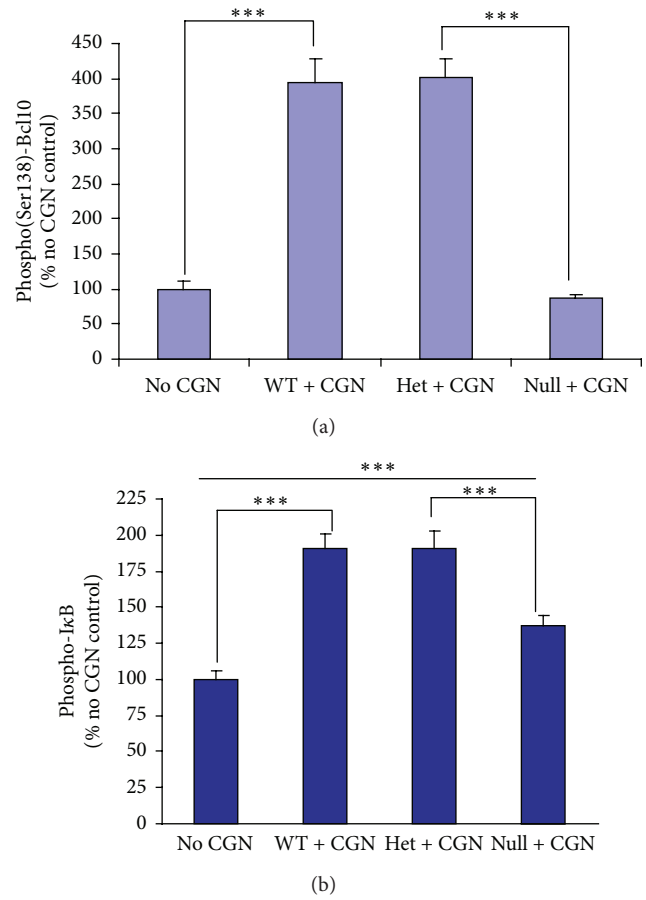 ***
***
Phospho(Ser138)-Bcl10
(% no CGN control)
450
400
350
300
250
200
150
100
50
0
No CGN
WT + CGN
Het + CGN
Null + CGN
(a)
***
***
***
Phospho-IκB
(% no CGN control)
225
200
175
150
125
100
75
50
25
0
No CGN
WT + CGN
Het + CGN
Null + CGN
(b)